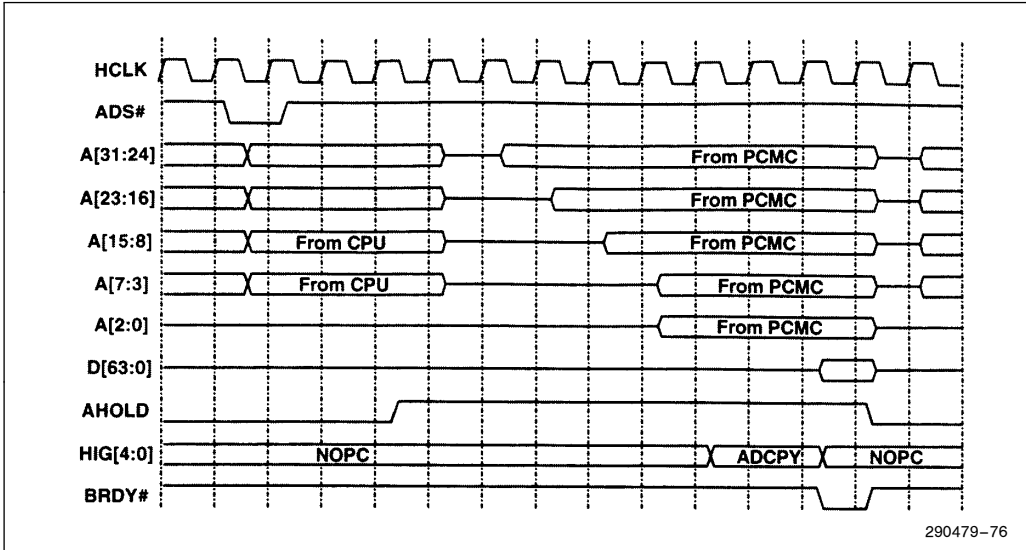 HCLK
ADS#
A[31:24] From PCMC
A[23:16] From PCMC
A[15:8] From CPU From PCMC
A[7:3] From CPU From PCMC
A[2:0] From PCMC
D[63:0]
AHOLD
HIG[4:0] NOPC ADCPY NOPC
BRDY#
290479–76